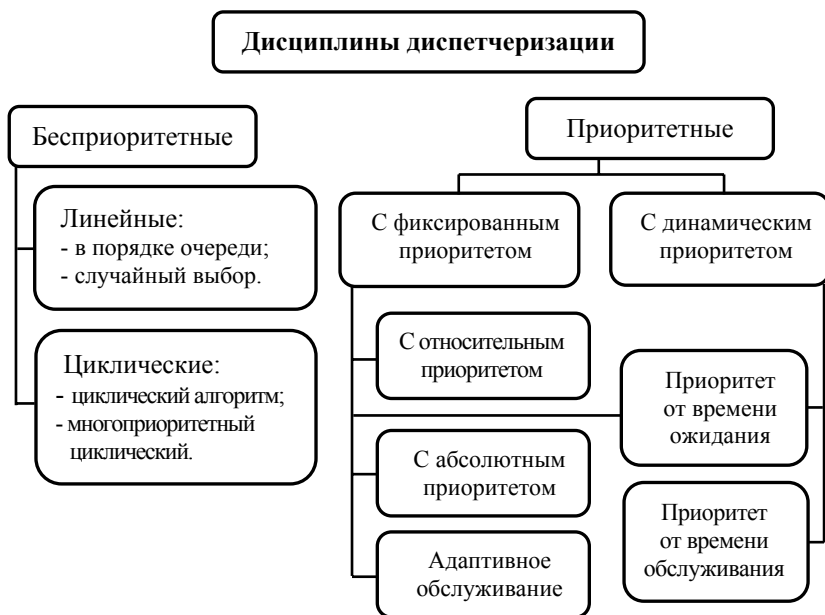 Дисциплины диспетчеризации
Бесприоритетные
Линейные:
- в порядке очереди;
- случайный выбор.
Циклические:
- циклический алгоритм;
- многоприоритетный
циклический.
Приоритетные
С фиксированным
приоритетом
С динамическим
приоритетом
С относительным
приоритетом
С абсолютным
приоритетом
Адаптивное
обслуживание
Приоритет
от времени
ожидания
Приоритет
от времени
обслуживания